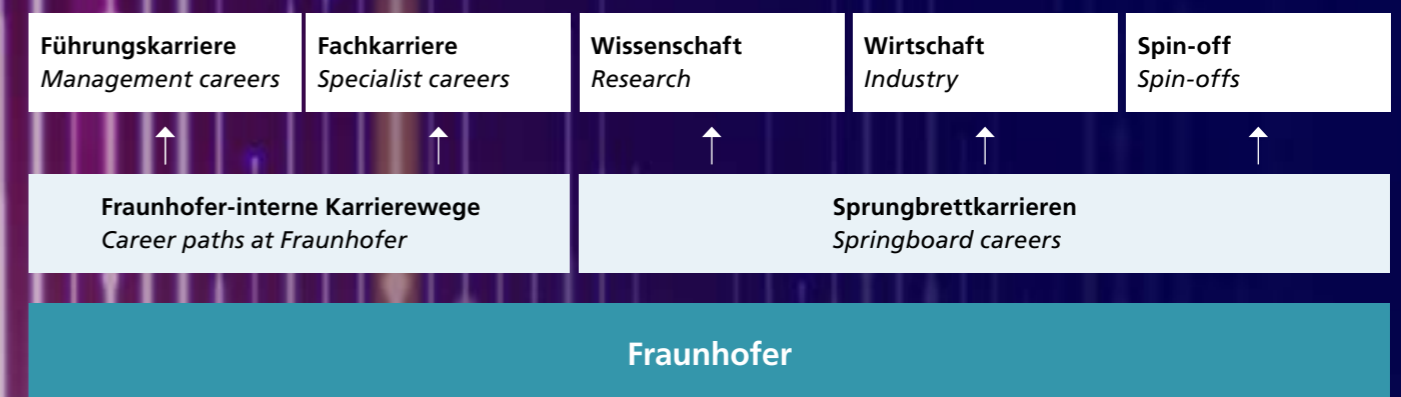 Führungskarriere
Management careers
Fachkarriere
Specialist careers
Wissenschaft
Research
Wirtschaft
Industry
Spin-off
Spin-offs
Fraunhofer-interne Karrierewege
Career paths at Fraunhofer
Sprungbrettkarrieren
Springboard careers
Fraunhofer